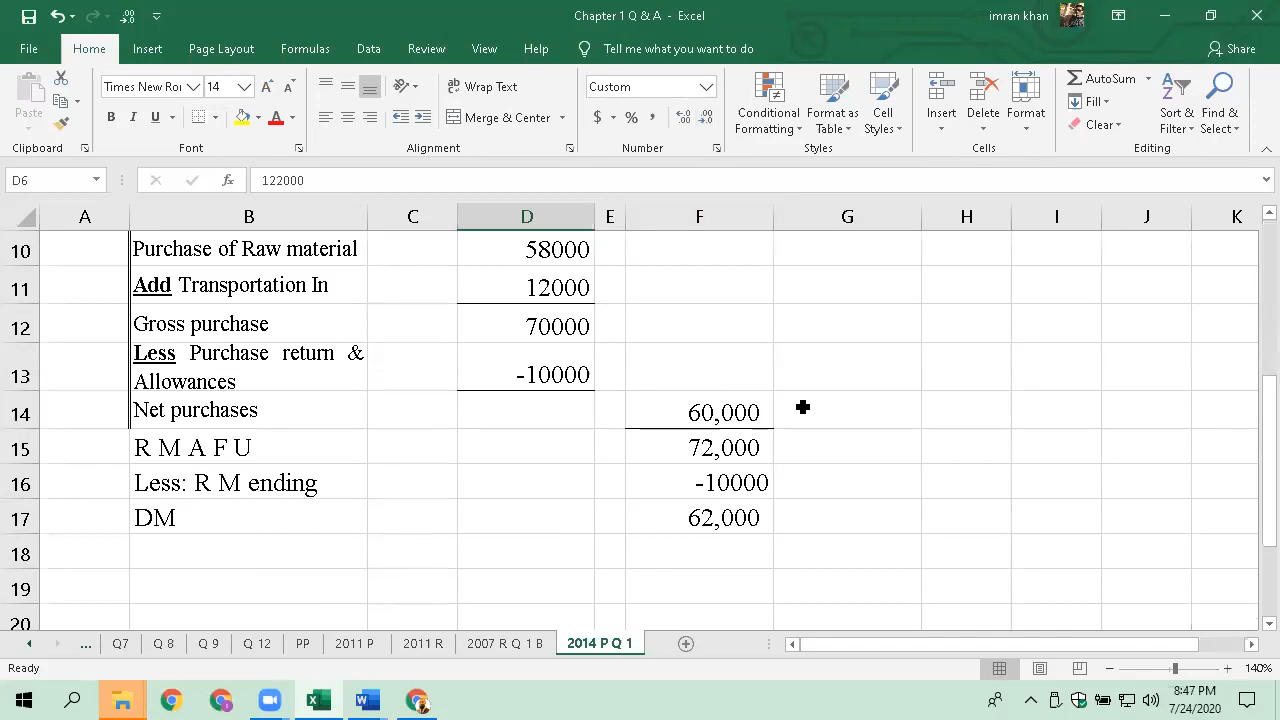 Chapter 1 Q & A - Excel
imran khan
File Home Insert Page Layout Formulas Data Review View Help Tell me what you want to do Share
Paste
Clipboard
Times New Roi 14
B I U
Font
Wrap Text
Merge & Center
Alignment
Custom
$ % ,
Number
Conditional Formatting
Format as Table
Cell Styles
Styles
Insert Delete Format
Cells
AutoSum
Fill
Clear
Sort & Filter
Find & Select
Editing
D6 fx 122000
A B C D E F G H I J K
10 Purchase of Raw material 58000
11 Add Transportation In 12000
12 Gross purchase 70000
13 Less Purchase return & Allowances -10000
14 Net purchases 60,000
15 R M A F U 72,000
16 Less: R M ending -10000
17 DM 62,000
18
19
20
... Q7 Q 8 Q 9 Q 12 PP 2011 P 2011 R 2007 R Q 1 B 2014 P Q 1
Ready 140%
8:47 PM
7/24/2020